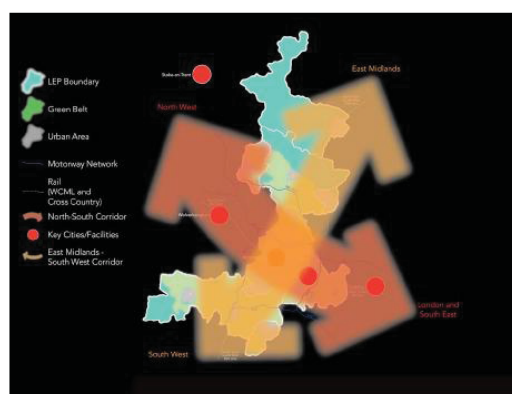 Stoke-on-Trent
East Midlands
LEP Boundary
Green Belt
North-West
Urban Area
Motorway Network
Rail
(WCML and
Cross Country)
North-South Corridor
Key Cities/Facilities
East Midlands -
South West Corridor
London and
South East
South West